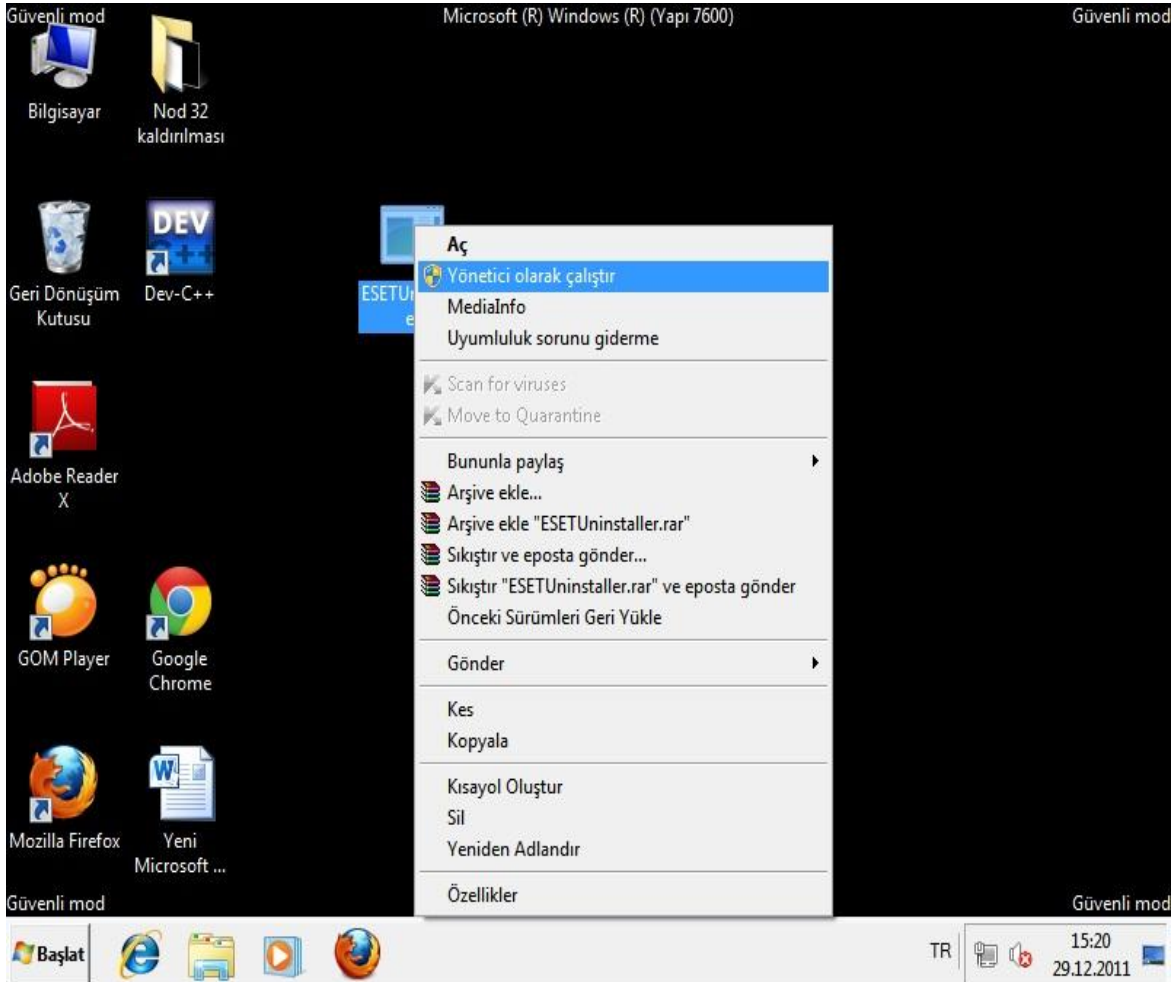 Güvenli mod
Microsoft (R) Windows (R) (Yapı 7600)
Güvenli mod
Bilgisayar
Nod 32
kaldırılması
Geri Dönüşüm
Kutusu
DEV
C++
Dev-C++
Adobe Reader
X
GOM Player
Google
Chrome
Mozilla Firefox
Yeni
Microsoft ...
ESETU
e
Aç
Yönetici olarak çalıştır
MediaInfo
Uyumluluk sorunu giderme
Scan for viruses
Move to Quarantine
Bununla paylaş
Arşive ekle...
Arşive ekle "ESETUninstaller.rar"
Sıkıştır ve eposta gönder...
Sıkıştır "ESETUninstaller.rar" ve eposta gönder
Önceki Sürümleri Geri Yükle
Gönder
Kes
Kopyala
Kısayol Oluştur
Sil
Yeniden Adlandır
Özellikler
Güvenli mod
Güvenli mod
Başlat
TR
15:20
29.12.2011